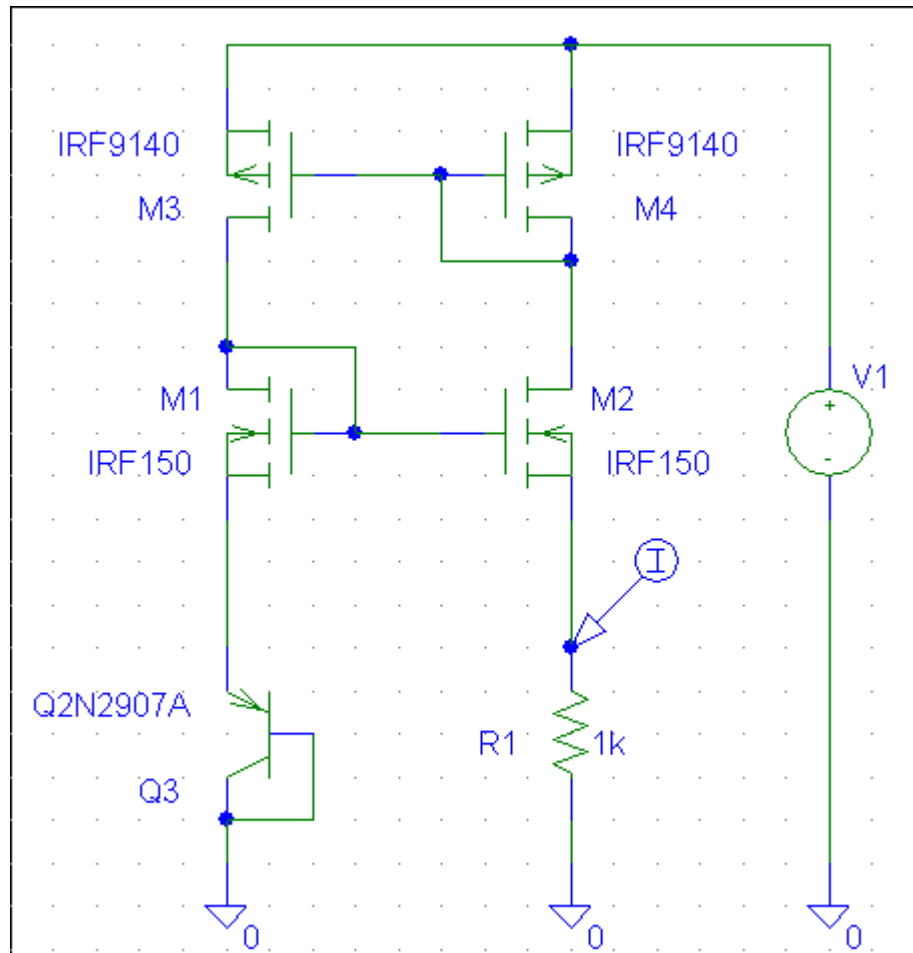 IRF9140
IRF9140
M3
M4
M1
M2
V1
+
-
IRF150
IRF150
I
Q2N2907A
R1
1k
Q3
0
0
0